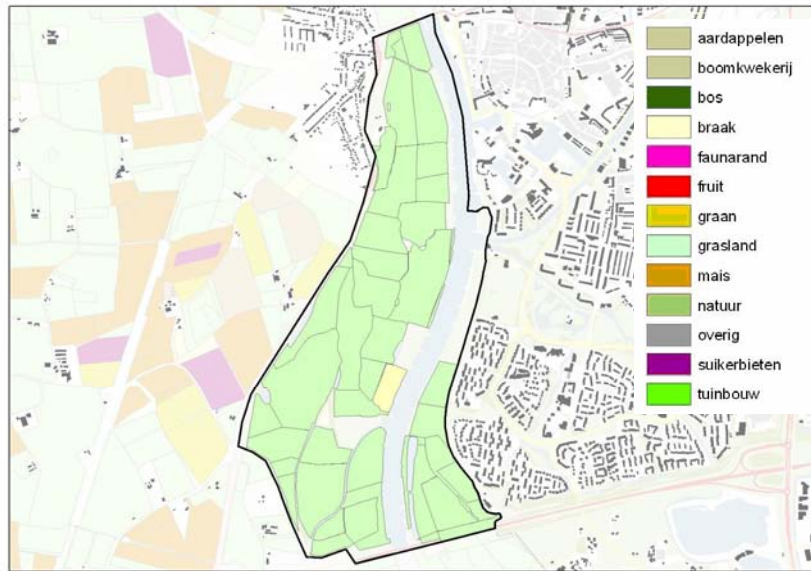 aardappelen
boomkwekerij
bos
braak
faunarand
fruit
graan
grasland
mais
natuur
overig
suikerbieten
tuinbouw